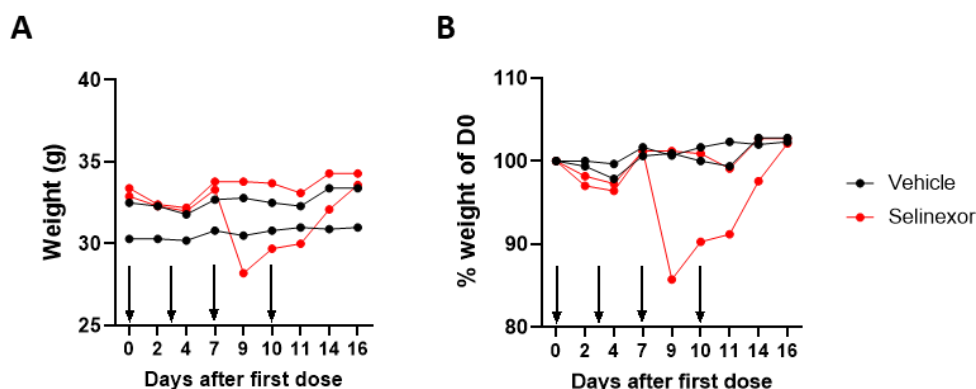 A
Weight (g)
40
35
30
25
0 2 4 7 9 10 11 14 16
Days after first dose
B
% weight of D0
110
100
90
80
0 2 4 7 9 10 11 14 16
Days after first dose
Vehicle
Selinexor